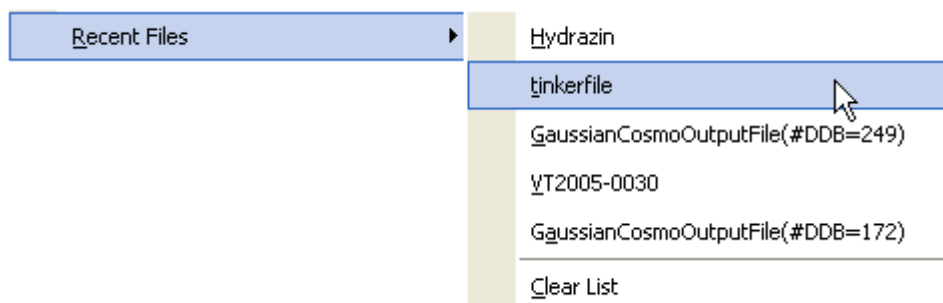 Recent Files
Hydrazin
tinkerfile
GaussianCosmoOutputFile(#DDB=249)
VT2005-0030
GaussianCosmoOutputFile(#DDB=172)
Clear List